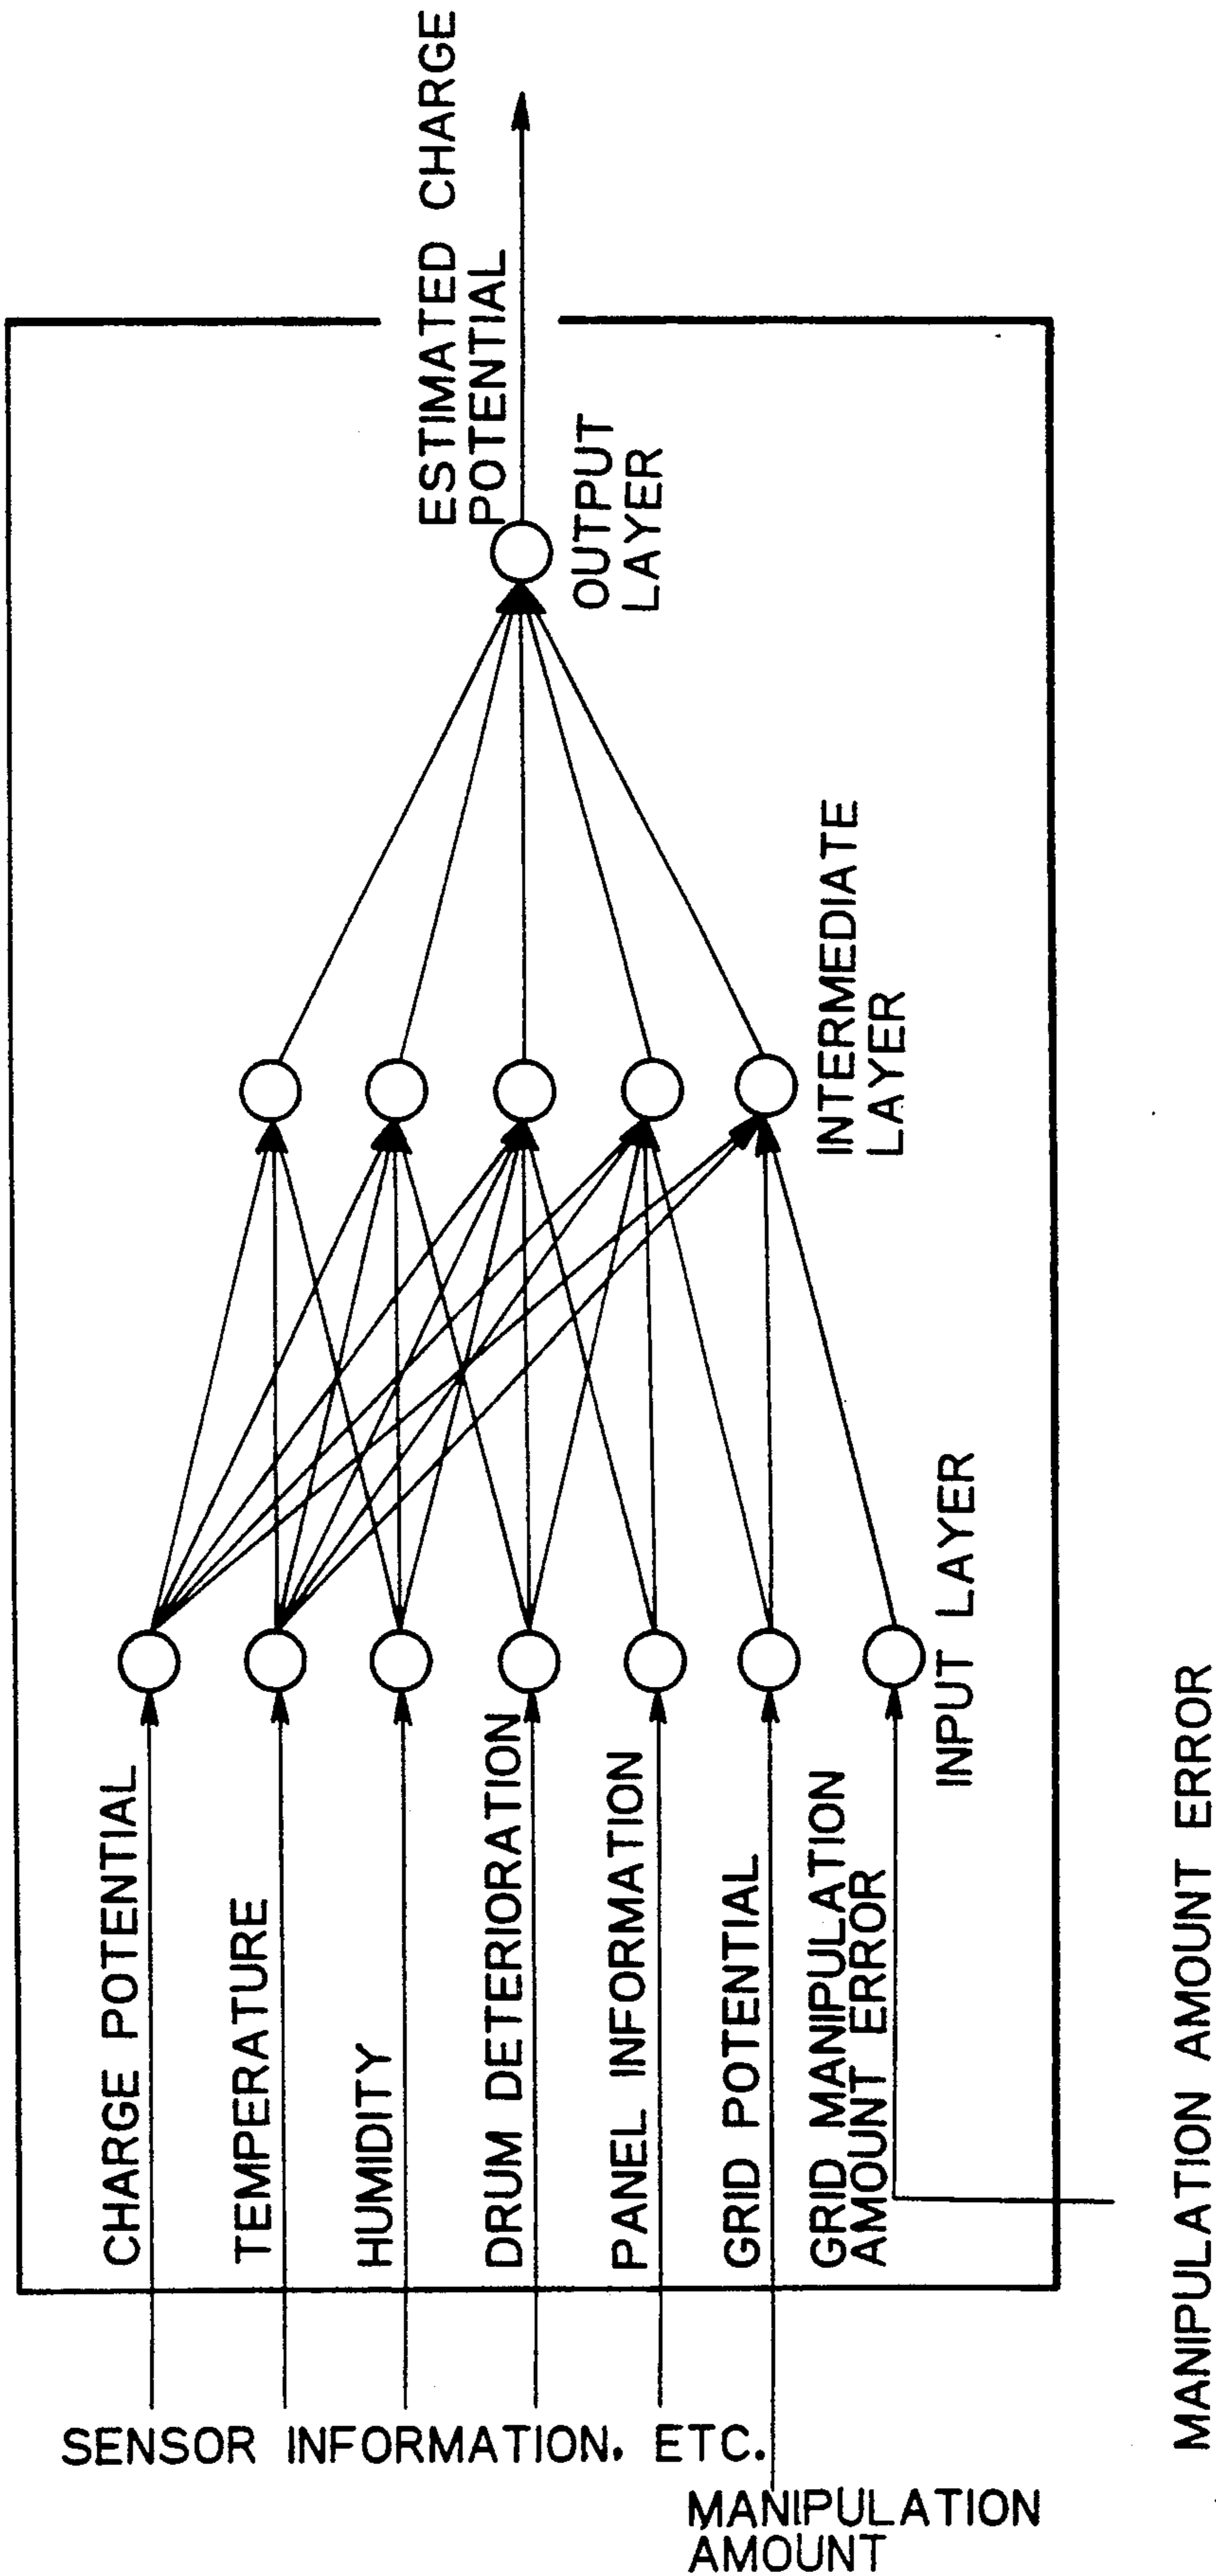 CHARGE POTENTIAL
TEMPERATURE
HUMIDITY
DRUM DETERIORATION
PANEL INFORMATION
GRID POTENTIAL
GRID MANIPULATION
AMOUNT ERROR
INPUT LAYER
INTERMEDIATE
LAYER
OUTPUT
LAYER
ESTIMATED CHARGE
POTENTIAL
SENSOR INFORMATION. ETC.
MANIPULATION
AMOUNT
MANIPULATION AMOUNT ERROR